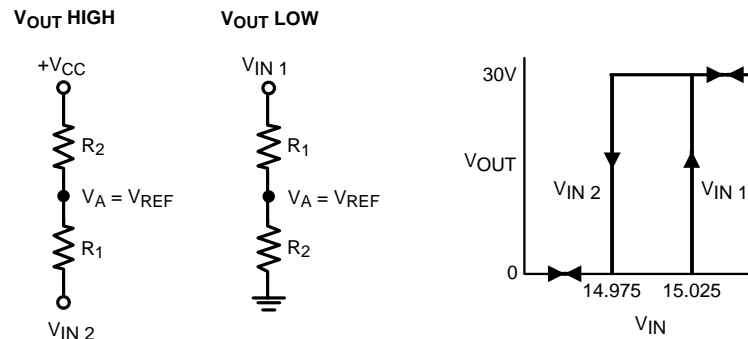 VOUT HIGH
+VCC
R2
VA = VREF
R1
VIN 2
VOUT LOW
VIN 1
R1
VA = VREF
R2
30V
VOUT
VIN 2
VIN 1
0
14.975 15.025
VIN